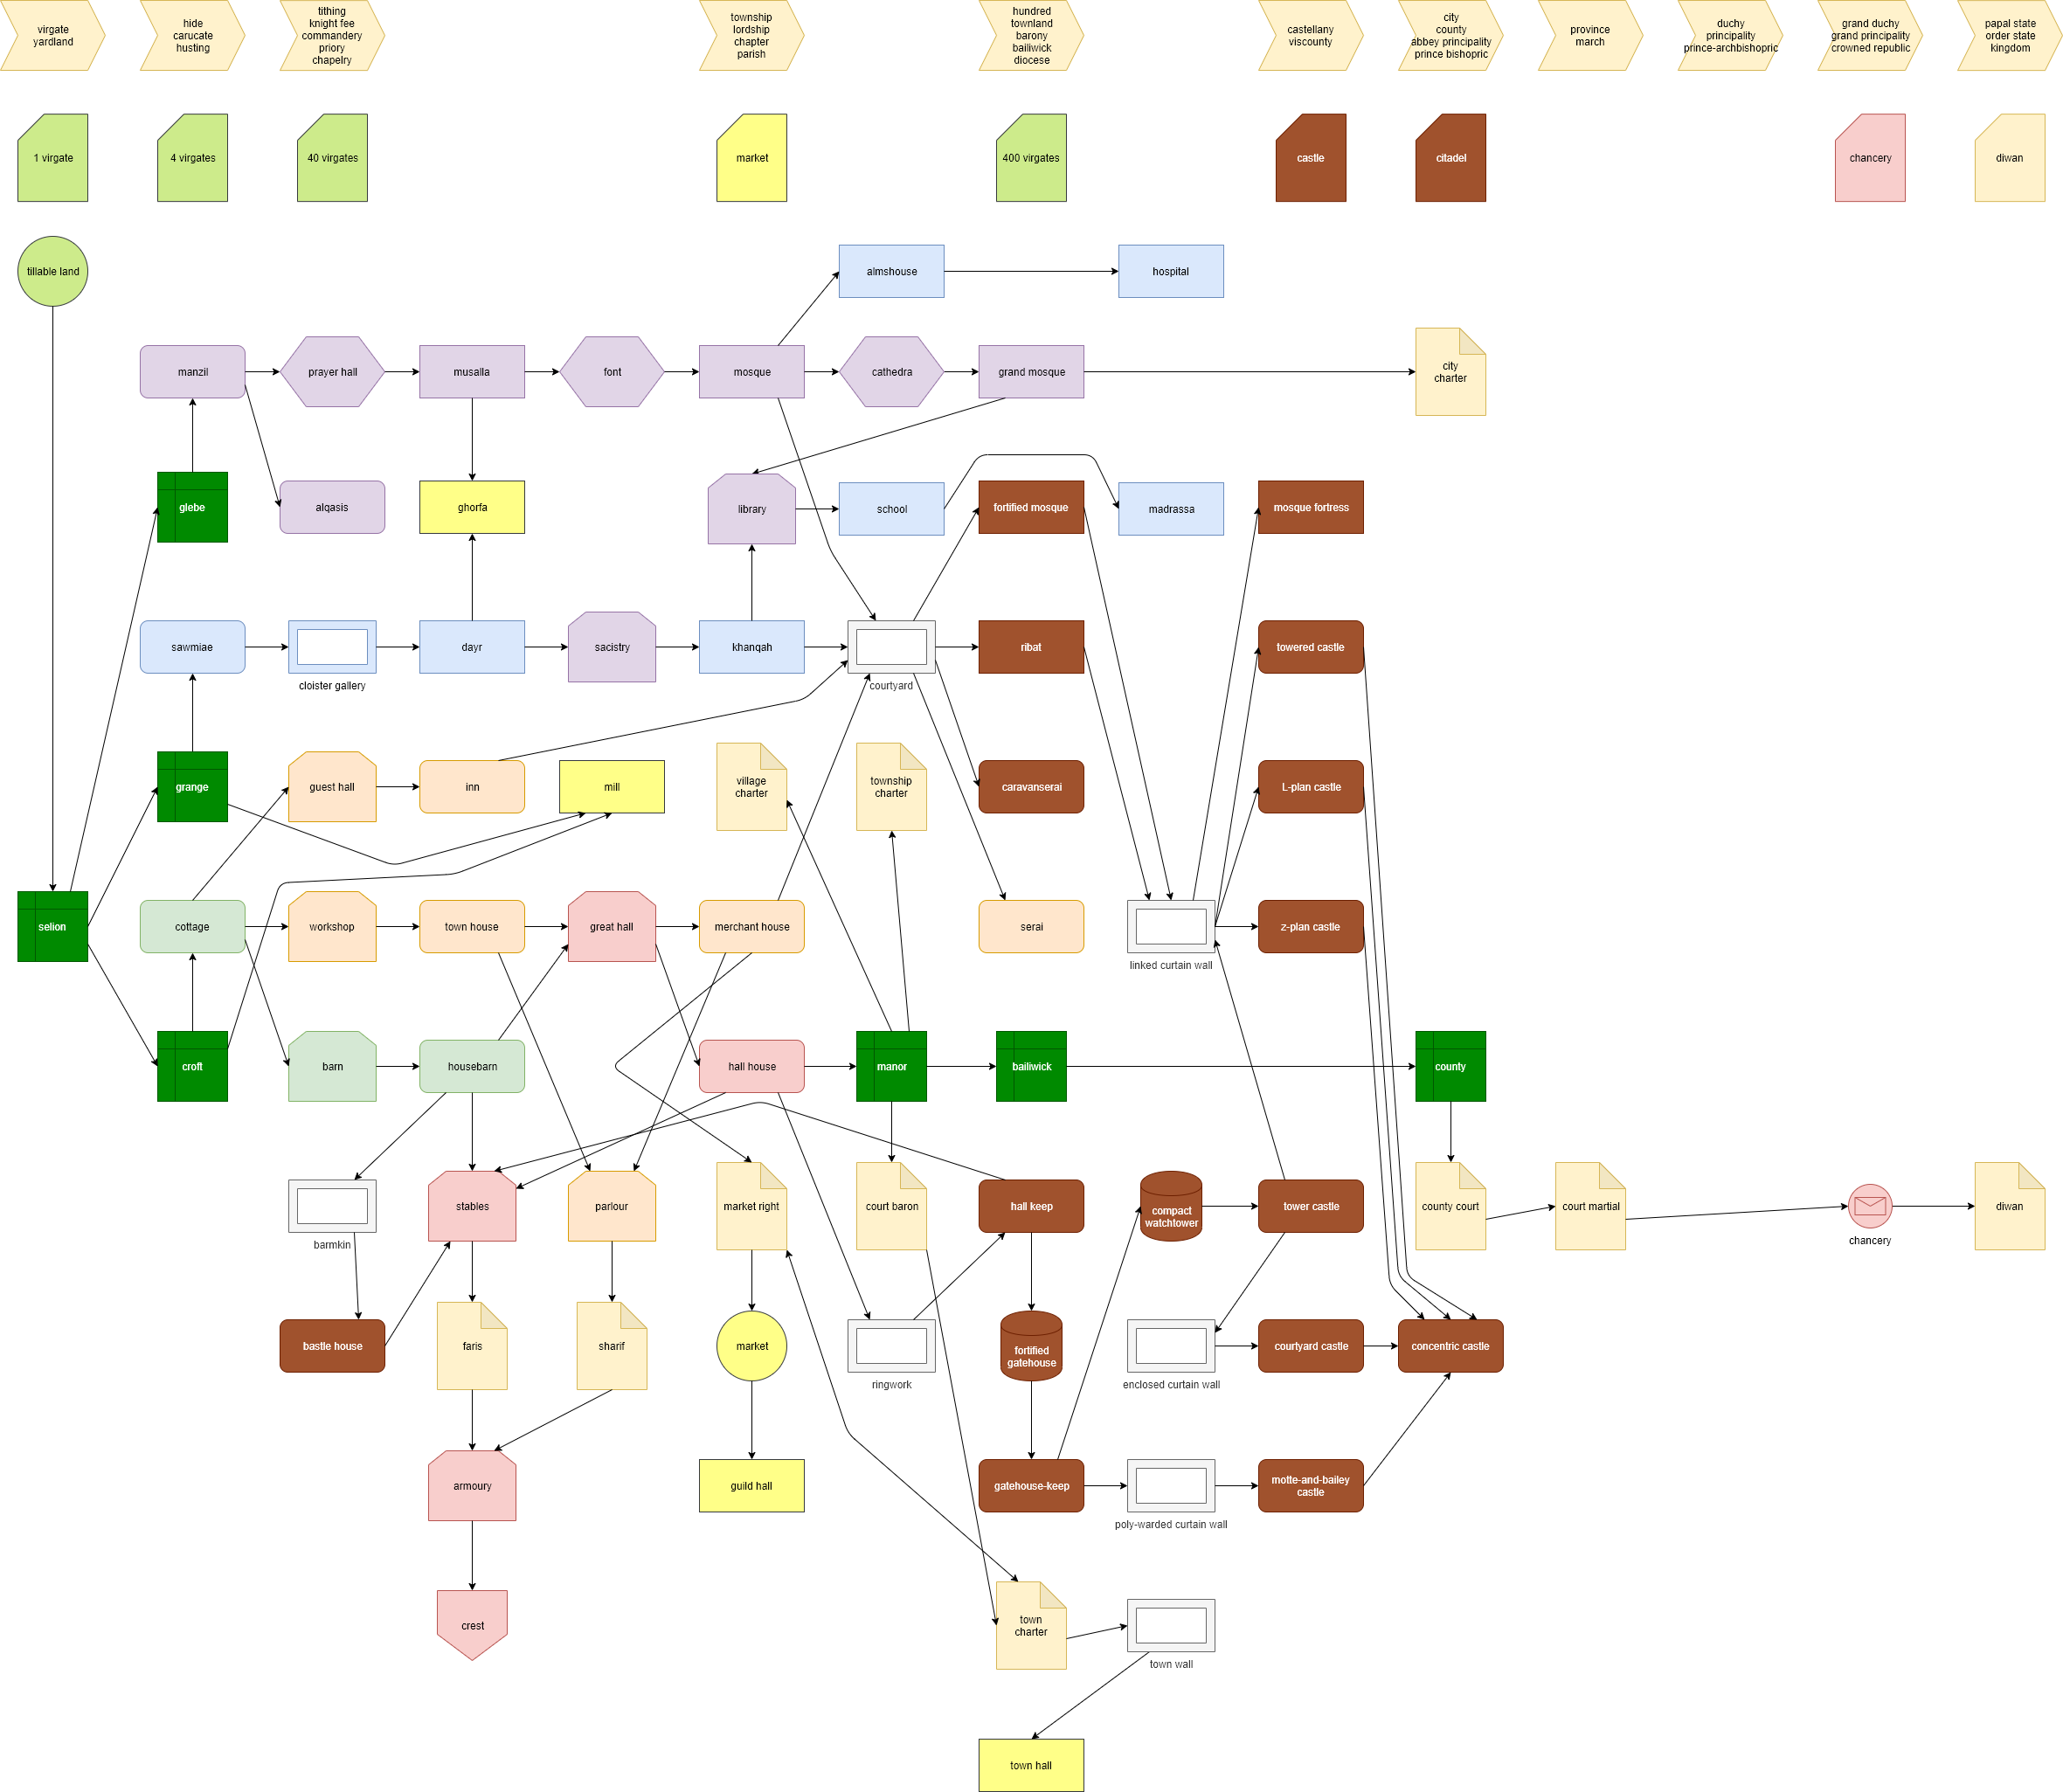 virgate
yardland
hide
carucate
husting
tithing
knight fee
commandery
priory
chapelry
township
lordship
chapter
parish
hundred
townland
barony
bailiwick
diocese
castellany
viscounty
city
county
abbey principality
prince bishopric
province
march
duchy
principality
prince-archbishopric
grand duchy
grand principality
crowned republic
papal state
order state
kingdom
1 virgate
4 virgates
40 virgates
market
400 virgates
castle
citadel
chancery
diwan
tillable land
almshouse
hospital
manzil
prayer hall
musalla
font
mosque
cathedra
grand mosque
city
charter
glebe
alqasis
ghorfa
library
school
fortified mosque
madrassa
mosque fortress
sawmiae
cloister gallery
dayr
sacistry
khanqah
courtyard
ribat
towered castle
grange
guest hall
inn
mill
village
charter
township
charter
caravanserai
L-plan castle
selion
cottage
workshop
town house
great hall
merchant house
serai
linked curtain wall
z-plan castle
croft
barn
housebarn
hall house
manor
bailiwick
county
barmkin
stables
parlour
market right
court baron
hall keep
compact
watchtower
tower castle
county court
court martial
chancery
diwan
bastle house
faris
sharif
market
ringwork
fortified
gatehouse
enclosed curtain wall
courtyard castle
concentric castle
armoury
guild hall
gatehouse-keep
poly-warded curtain wall
motte-and-bailey
castle
crest
town
charter
town wall
town hall